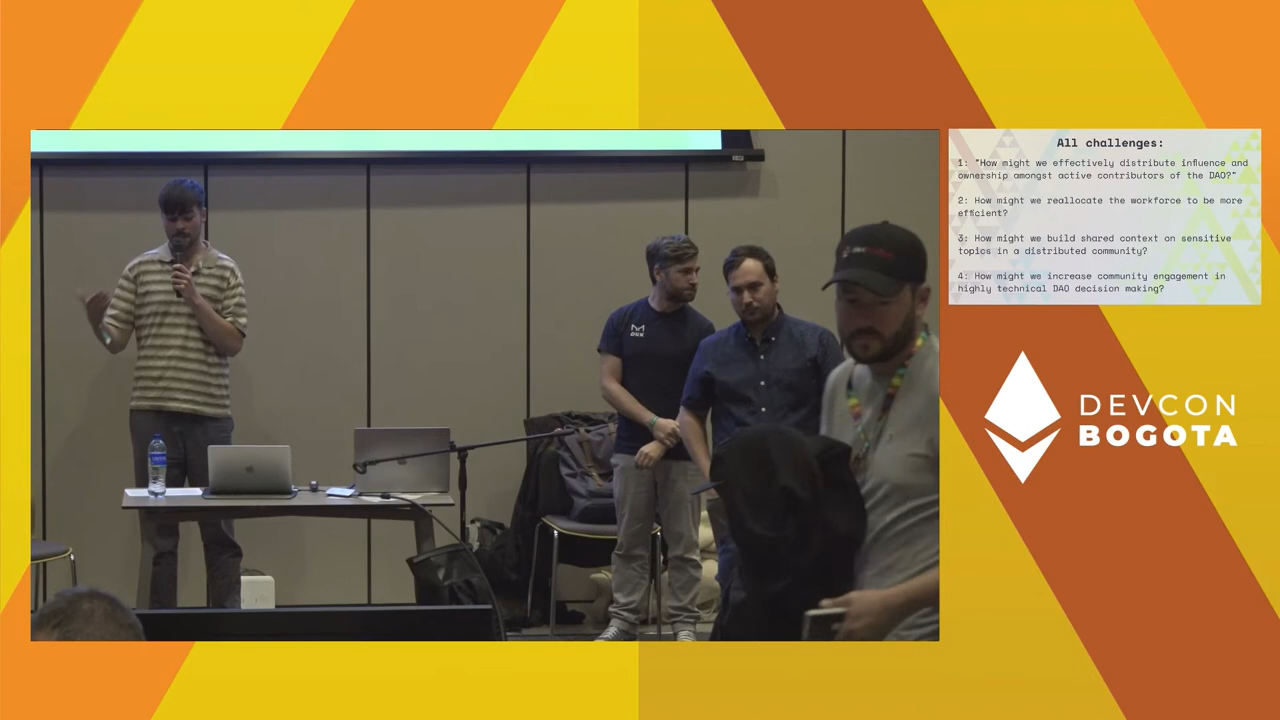 All challenges:
1: "How might we effectively distribute influence and
ownership amongst active contributors of the DAO?"
2: How might we reallocate the workforce to be more
efficient?
3: How might we build shared context on sensitive
topics in a distributed community?
4: How might we increase community engagement in
highly technical DAO decision making?
DEVCON
BOGOTA